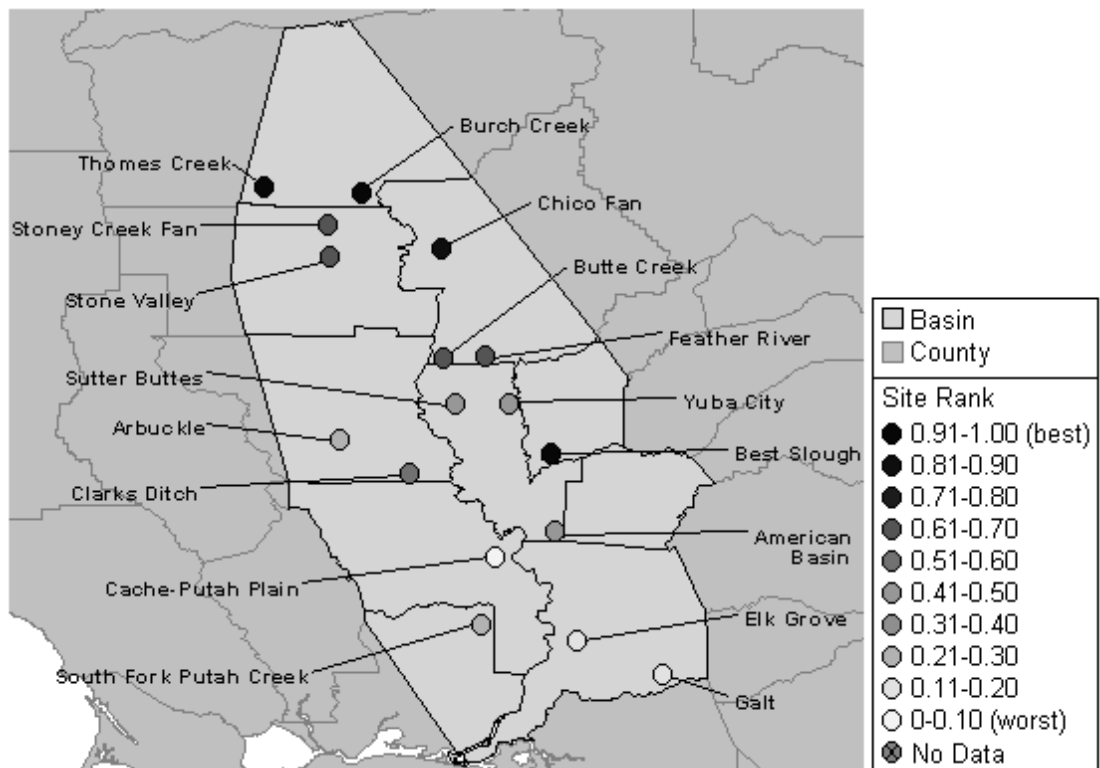 Burch Creek
Thomes Creek
Chico Fan
Stoney Creek Fan
Butte Creek
Stone Valley
Feather River
Sutter Buttes
Yuba City
Arbuckle
Best Slough
Clarks Ditch
American
Basin
Cache-Putah Plain
Elk Grove
South Fork Putah Creek
Galt
Basin
County
Site Rank
0.91-1.00 (best)
0.81-0.90
0.71-0.80
0.61-0.70
0.51-0.60
0.41-0.50
0.31-0.40
0.21-0.30
0.11-0.20
0-0.10 (worst)
No Data